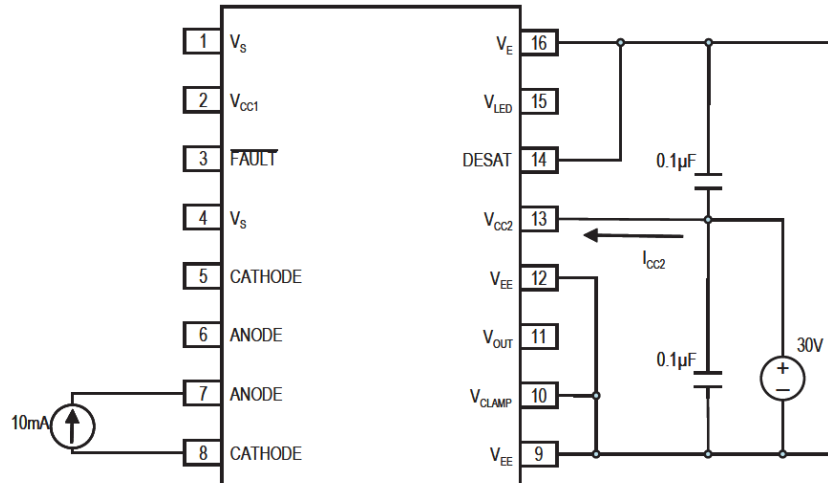 1 V_S V_E 16
2 V_CC1 V_LED 15
3 FAULT DESAT 14
0.1µF
4 V_S V_CC2 13
I_CC2
5 CATHODE V_EE 12
6 ANODE V_OUT 11
30V
0.1µF
7 ANODE V_CLAMP 10
10mA
8 CATHODE V_EE 9
+
–